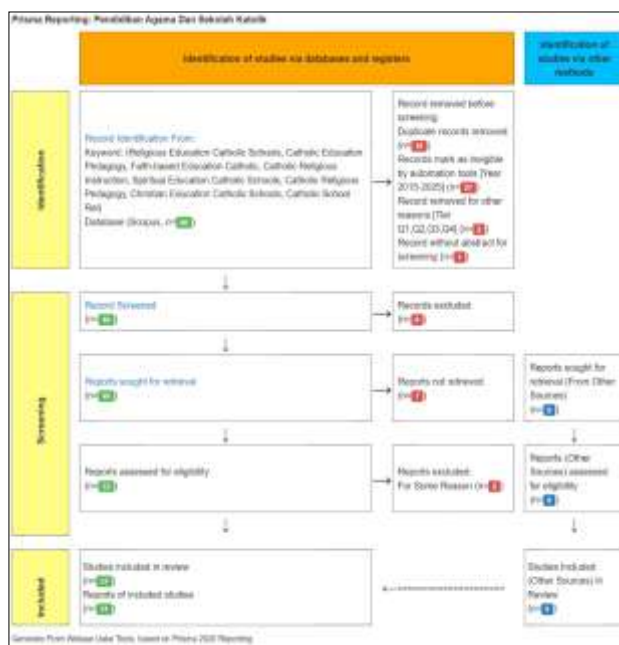 Prisma Reporting: Pendidikan Agama Dan Sekolah Katolik
Identification of studies via databases and registers
Identification of
studies via other
methods
Identification
Record Identification From:
Keyword: (Religious Education Catholic Schools, Catholic Education
Pedagogy, Faith-based Education Catholic, Catholic Religious
Instruction, Spiritual Education Catholic Schools, Catholic Religious
Pedagogy, Christian Education Catholic Schools, Catholic School
Rel)
Database (Scopus, n=
Record removed before
screening:
Duplicate records removed
(n=
Records mark as ineligible
by automation tools [Year
2015-2025] (n=
Record removed for other
reasons [Tier
Q1,Q2,Q3,Q4] (n=
Record without abstract for
screening (n=
Screening
Record Screened
(n=
Records excluded
(n=
Reports sought for retrieval
(n=
Reports not retrieved
(n=
Reports sought for
retrieval (From Other
Sources)
(n=
Reports assessed for eligibility
(n=
Reports excluded:
For Some Reason (n=
Reports (Other
Sources) assessed
for eligibility
(n=
Included
Studies included in review
(n=
Reports of included studies
(n=
Studies Included
(Other Sources) in
Review
(n=
Generate From Watase Uake Tools, based on Prisma 2020 Reporting